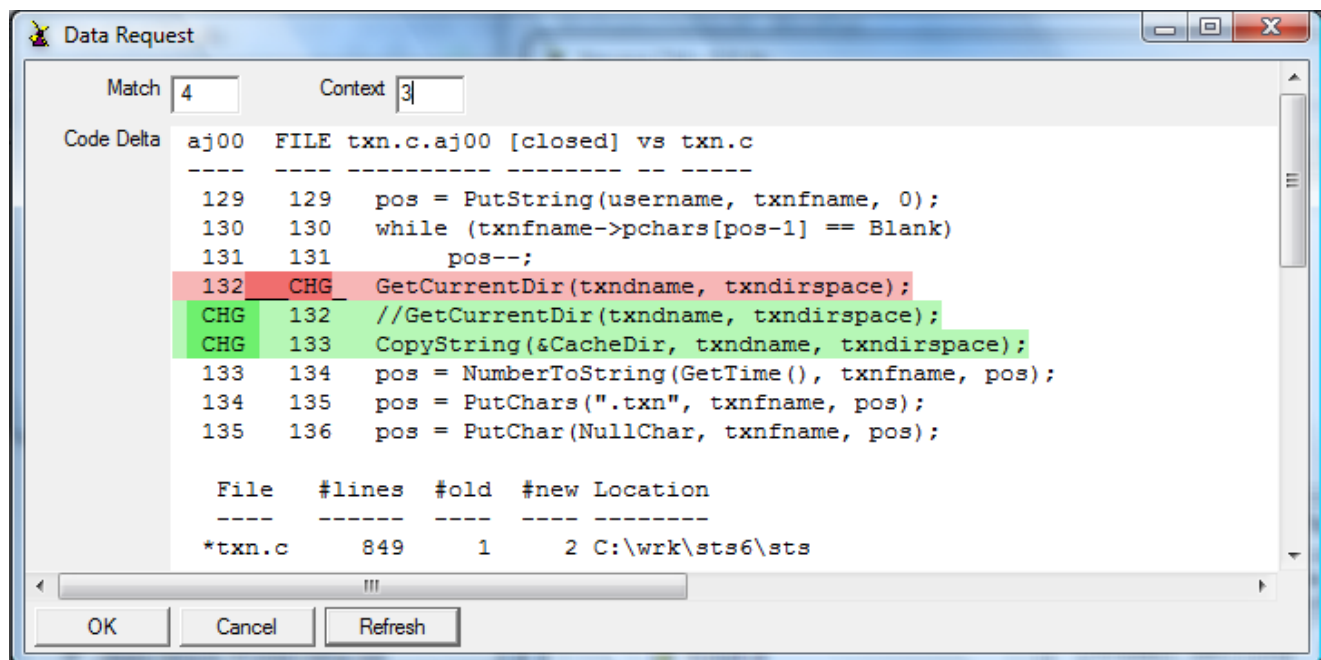 Data Request
Match 4 Context 3
Code Delta aj00 FILE txn.c.aj00 [closed] vs txn.c
---- ---- ---------- -------- -- -----
129 129 pos = PutString(username, txnfname, 0);
130 130 while (txnfname->pchars[pos-1] == Blank)
131 131 pos--;
132___CHG_ GetCurrentDir(txndname, txndirspace);
CHG 132 //GetCurrentDir(txndname, txndirspace);
CHG 133 CopyString(&CacheDir, txndname, txndirspace);
133 134 pos = NumberToString(GetTime(), txnfname, pos);
134 135 pos = PutChars(".txn", txnfname, pos);
135 136 pos = PutChar(NullChar, txnfname, pos);
File #lines #old #new Location
---- ------ ---- ---- --------
*txn.c 849 1 2 C:\wrk\sts6\sts
OK Cancel Refresh